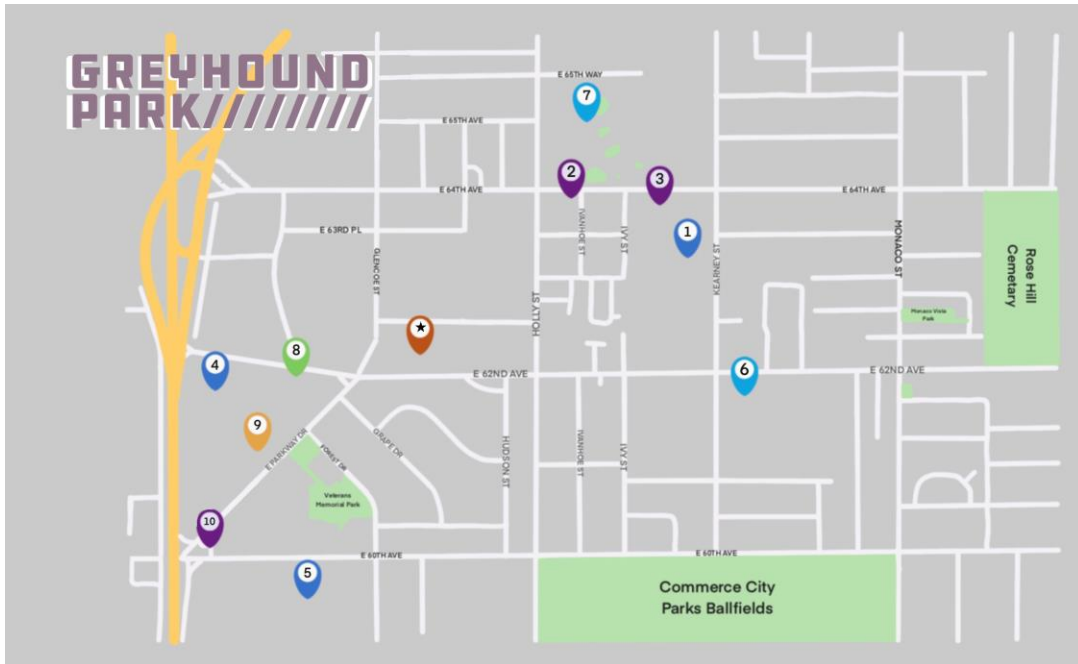 GREYHOUND
PARK/////////
E 65TH WAY
7
E 65TH AVE
2
3
E 64TH AVE
E 64TH AVE
IVANHOE ST
IVY ST
1
E 63RD PL
MONACO ST
GLENCOE ST
KEARNEY ST
Rose Hill
Cemetary
HOLLY ST
Monaco Vista
Park
★
8
4
6
E 62ND AVE
E 62ND AVE
9
E PARKWAY DR
GRAPE DR
FOREST DR
HUDSON ST
IVANHOE ST
IVY ST
Veterans
Memorial Park
10
E 60TH AVE
E 60TH AVE
5
Commerce City
Parks Ballfields